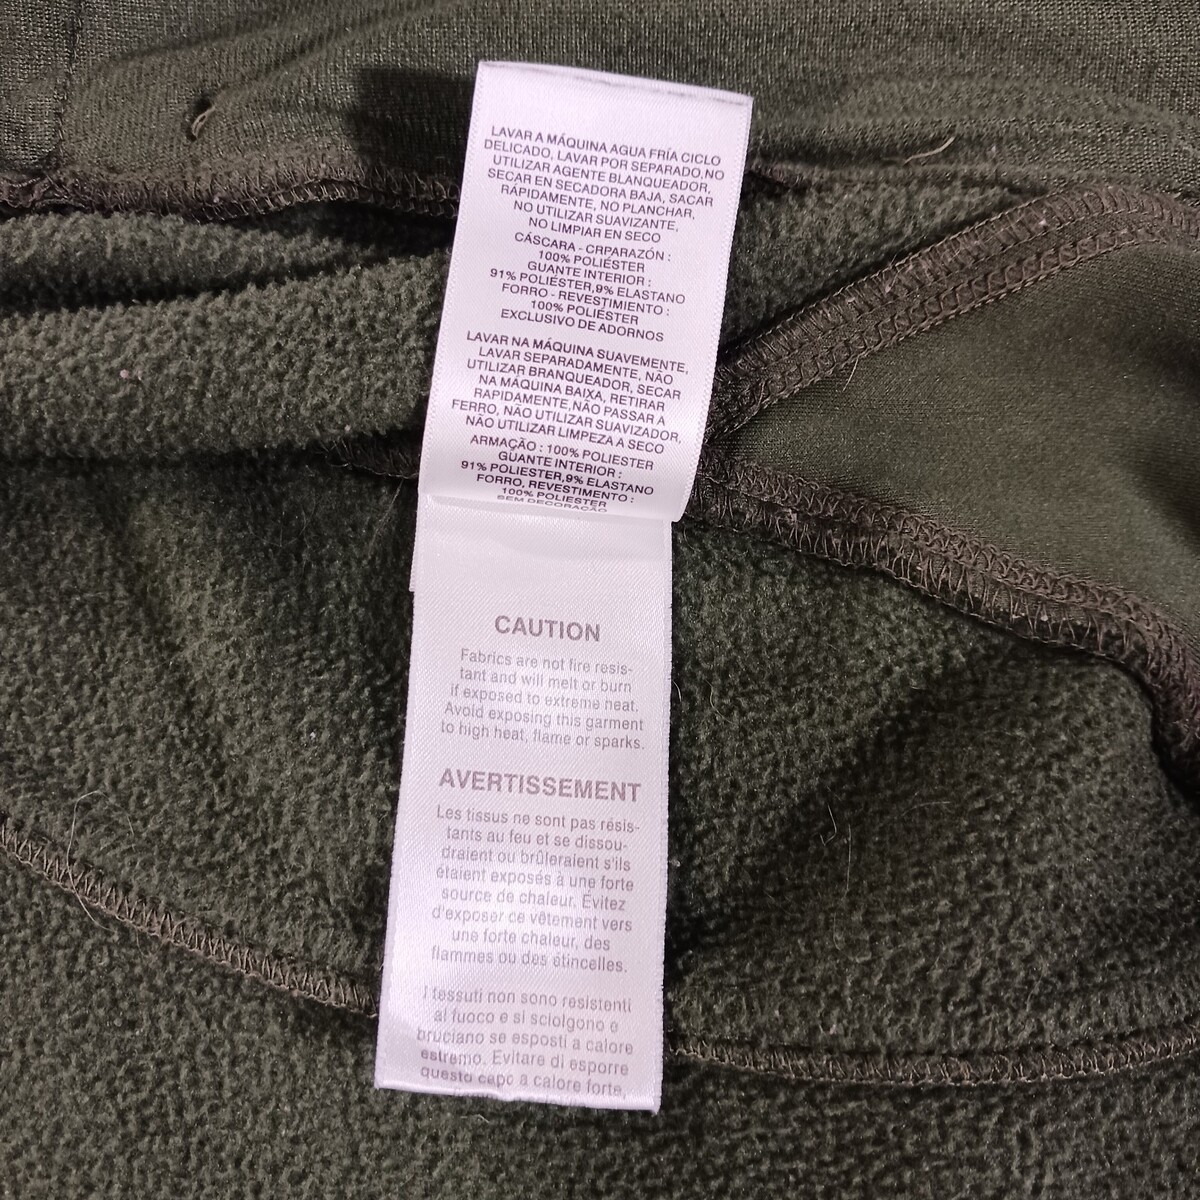 LAVAR A MÁQUINA AGUA FRÍA CICLO
DELICADO, LAVAR POR SEPARADO,NO
UTILIZAR AGENTE BLANQUEADOR,
SECAR EN SECADORA BAJA, SACAR
RÁPIDAMENTE, NO PLANCHAR,
NO UTILIZAR SUAVIZANTE,
NO LIMPIAR EN SECO
CÁSCARA - CRPARAZÓN :
100% POLIÉSTER
GUANTE INTERIOR :
91% POLIÉSTER,9% ELASTANO
FORRO - REVESTIMIENTO :
100% POLIÉSTER
EXCLUSIVO DE ADORNOS
LAVAR NA MÁQUINA SUAVEMENTE,
LAVAR SEPARADAMENTE, NÃO
UTILIZAR BRANQUEADOR, SECAR
NA MÁQUINA BAIXA, RETIRAR
RAPIDAMENTE,NÃO PASSAR A
FERRO, NÃO UTILIZAR SUAVIZADOR,
NÃO UTILIZAR LIMPEZA A SECO
ARMAÇÃO : 100% POLIESTER
GUANTE INTERIOR :
91% POLIESTER,9% ELASTANO
FORRO, REVESTIMENTO :
100% POLIESTER
SEM DECORAÇÃO
CAUTION
Fabrics are not fire resis-
tant and will melt or burn
if exposed to extreme heat.
Avoid exposing this garment
to high heat, flame or sparks.
AVERTISSEMENT
Les tissus ne sont pas résis-
tants au feu et se dissou-
draient ou brûleraient s'ils
étaient exposés à une forte
source de chaleur. Évitez
d'exposer ce vêtement vers
une forte chaleur, des
flammes ou des étincelles.
I tessuti non sono resistenti
al fuoco e si sciolgono e
bruciano se esposti a calore
estremo. Evitare di esporre
questo capo a calore forte,